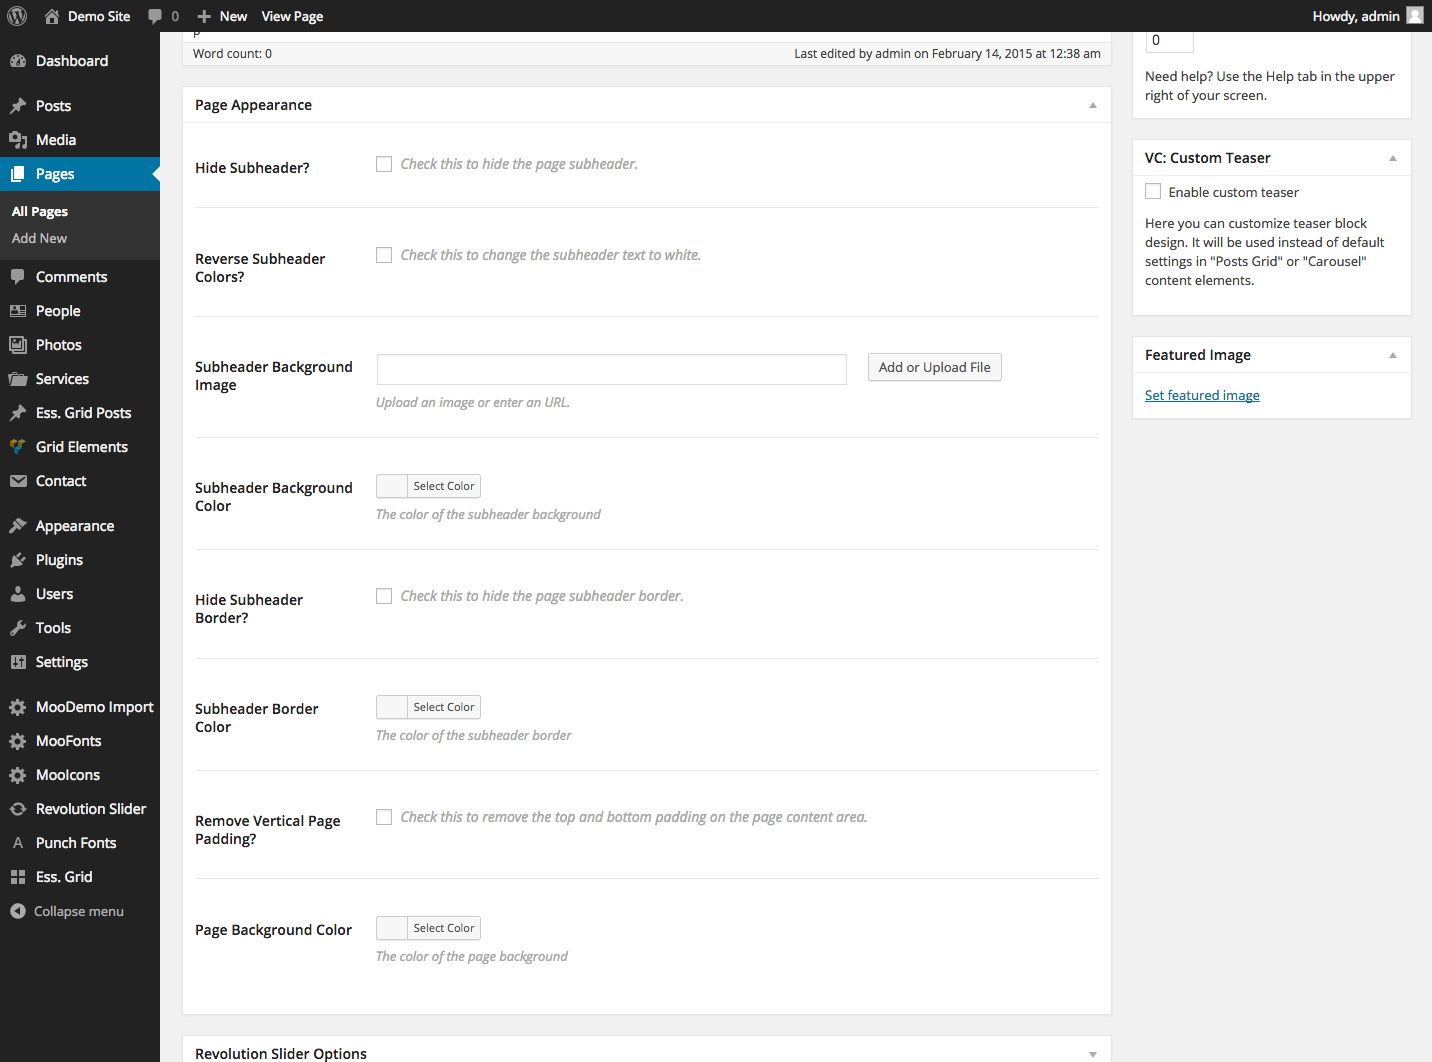 Demo Site 0 New View Page Howdy, admin
Dashboard
Posts
Media
Pages
All Pages
Add New
Comments
People
Photos
Services
Ess. Grid Posts
Grid Elements
Contact
Appearance
Plugins
Users
Tools
Settings
MooDemo Import
MooFonts
MooIcons
Revolution Slider
Punch Fonts
Ess. Grid
Collapse menu
p
Word count: 0 Last edited by admin on February 14, 2015 at 12:38 am
Page Appearance
Hide Subheader? Check this to hide the page subheader.
Reverse Subheader
Colors?
Check this to change the subheader text to white.
Subheader Background
Image
Add or Upload File
Upload an image or enter an URL.
Subheader Background
Color
Select Color
The color of the subheader background
Hide Subheader
Border?
Check this to hide the page subheader border.
Subheader Border
Color
Select Color
The color of the subheader border
Remove Vertical Page
Padding?
Check this to remove the top and bottom padding on the page content area.
Page Background Color
Select Color
The color of the page background
Revolution Slider Options
0
Need help? Use the Help tab in the upper
right of your screen.
VC: Custom Teaser
Enable custom teaser
Here you can customize teaser block
design. It will be used instead of default
settings in "Posts Grid" or "Carousel"
content elements.
Featured Image
Set featured image